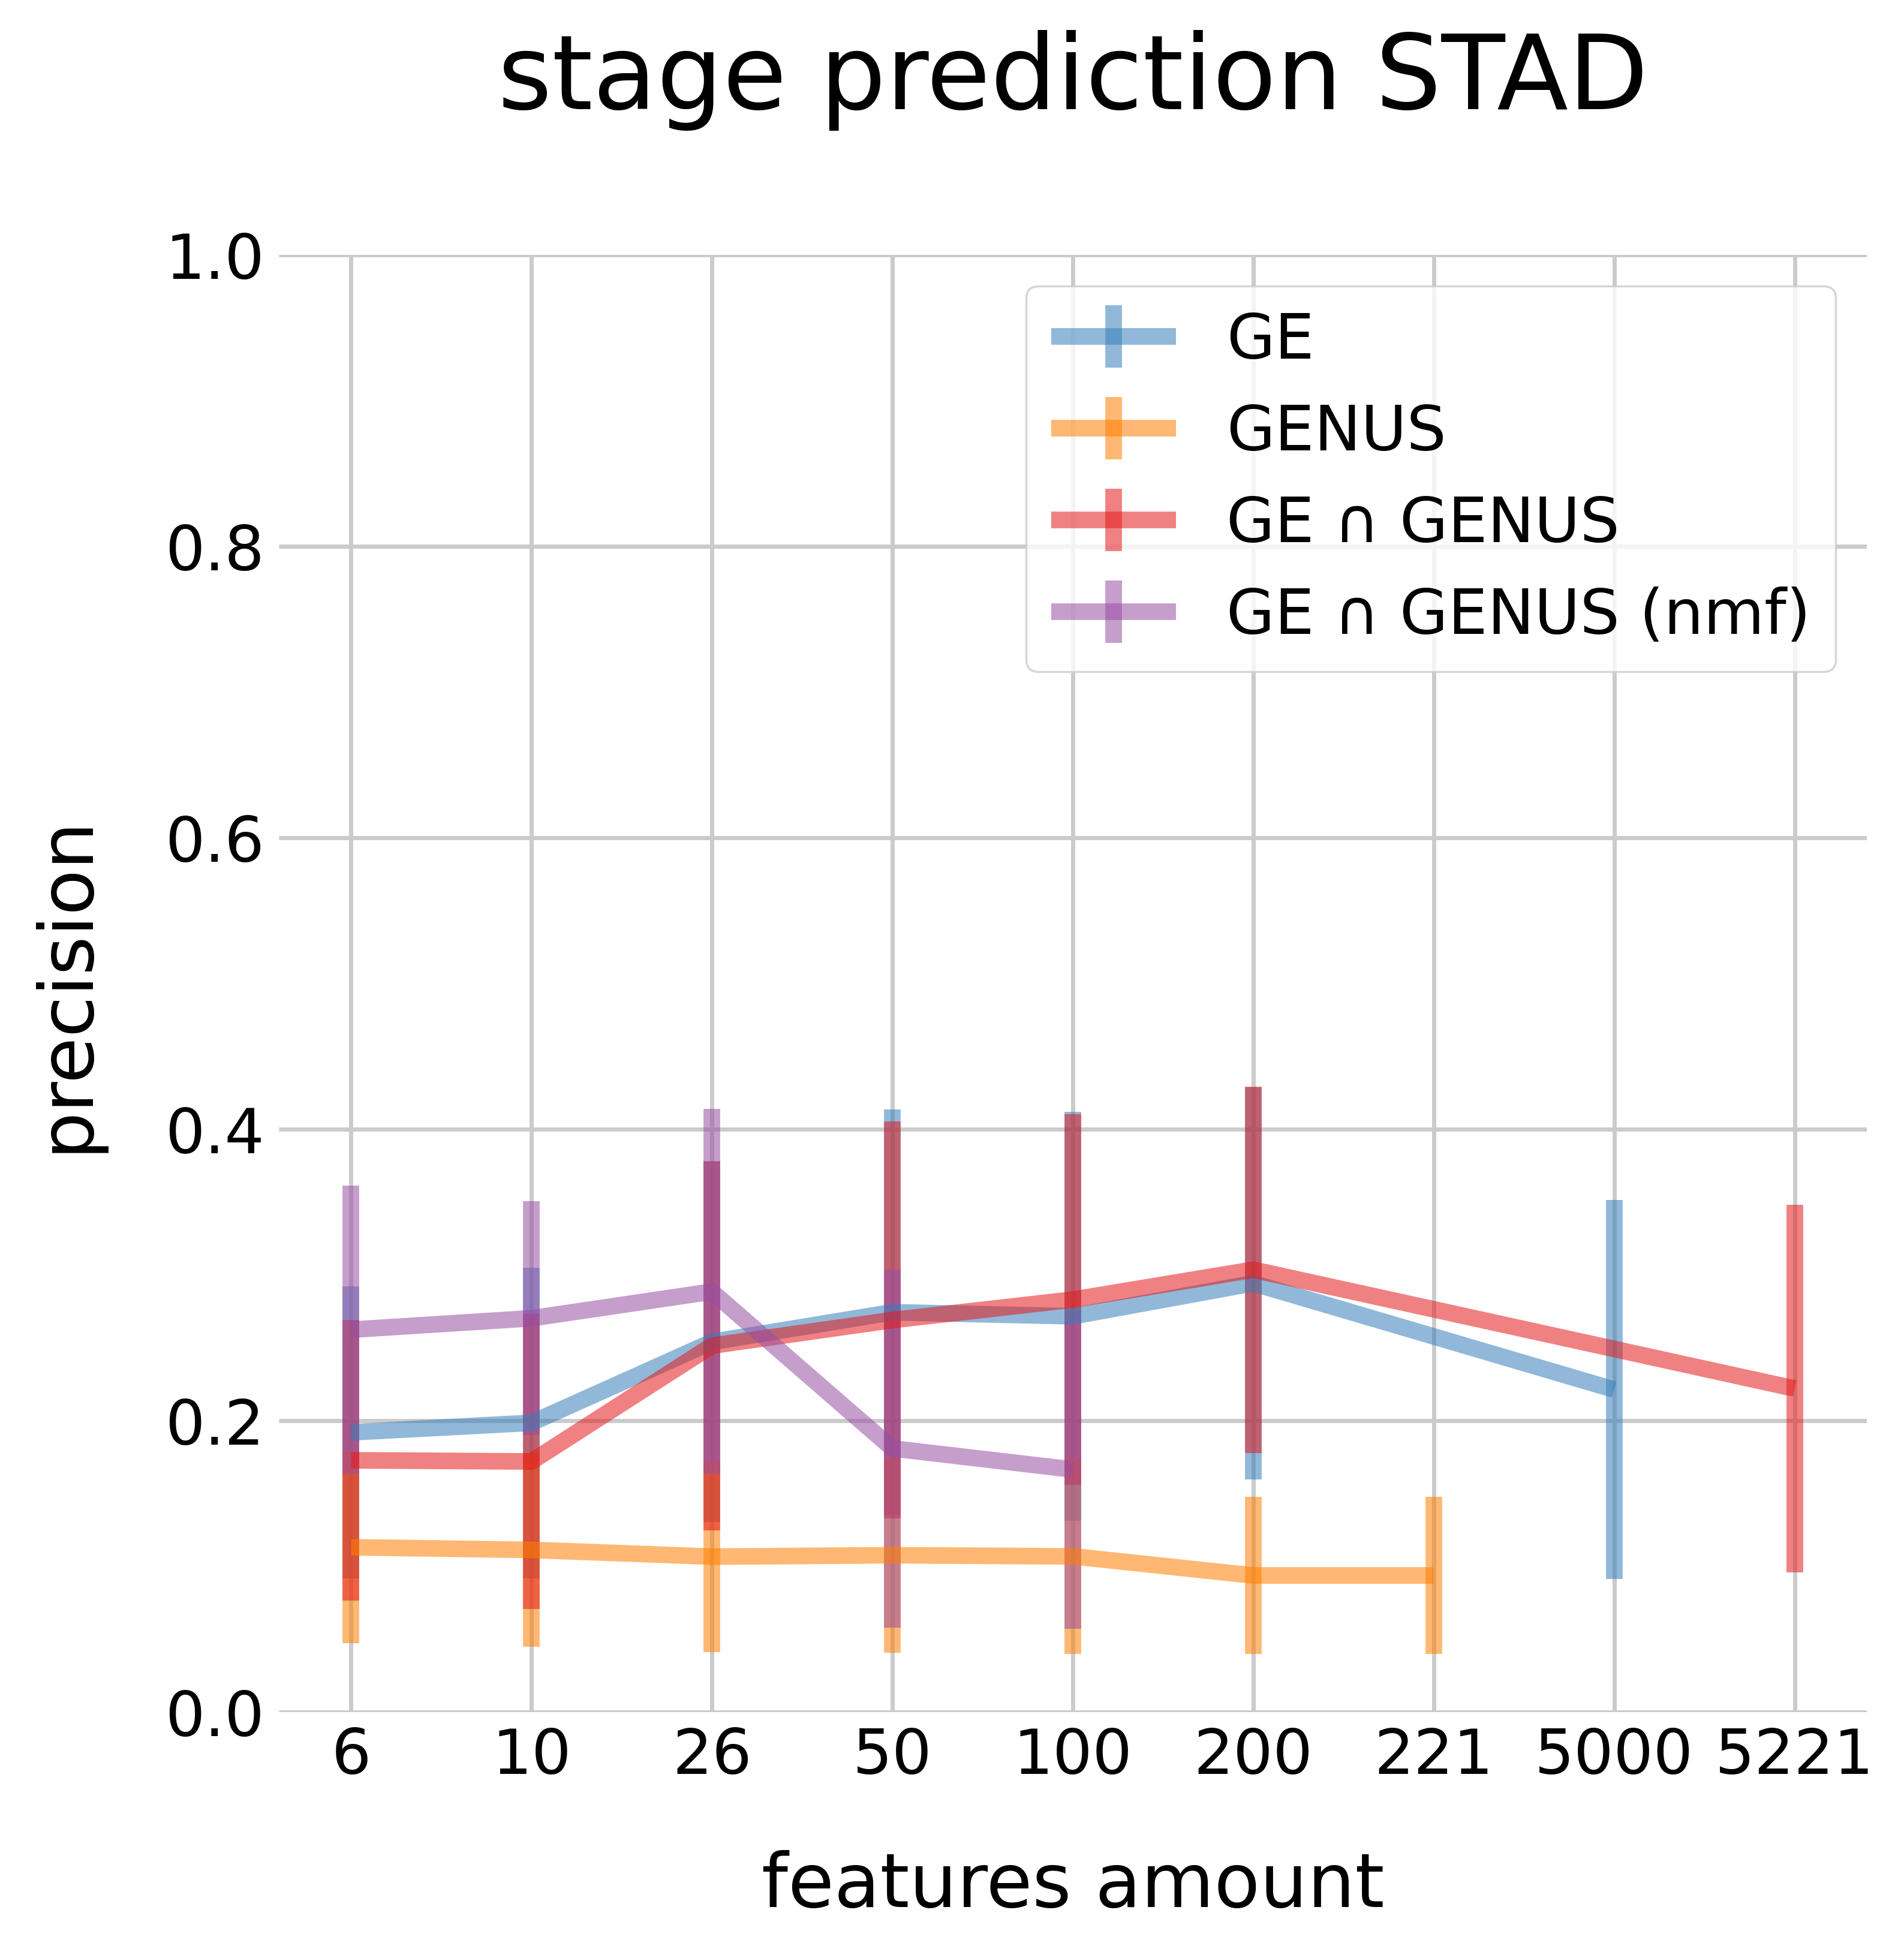 stage prediction STAD
1.0
0.8
0.6
0.4
0.2
0.0
precision
GE
GENUS
GE ∩ GENUS
GE ∩ GENUS (nmf)
6 10 26 50 100 200 221 5000 5221
features amount